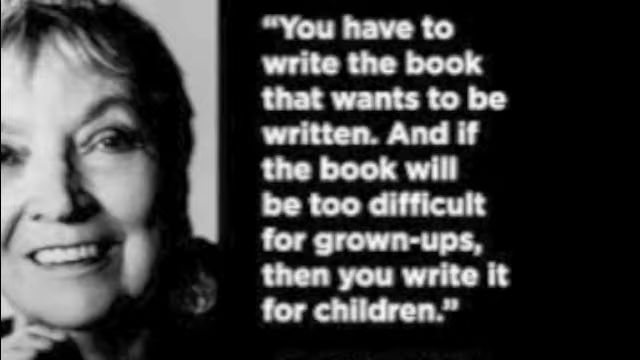 “You have to
write the book
that wants to be
written. And if
the book will
be too difficult
for grown-ups,
then you write it
for children.”